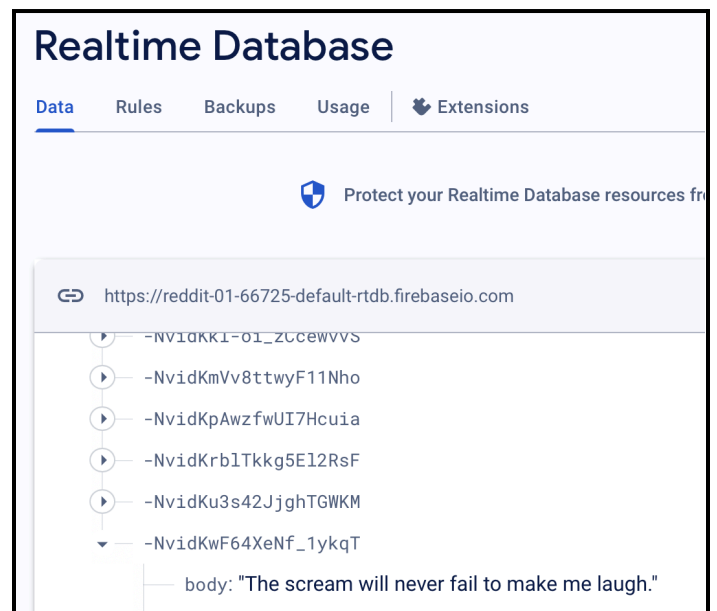 Realtime Database
Data Rules Backups Usage Extensions
Protect your Realtime Database resources
https://reddit-01-66725-default-rtdb.firebaseio.com
-NvidKmVv8ttwyF11Nho
-NvidKpAwzfwUI7Hcuia
-NvidKrblTkkg5El2RsF
-NvidKu3s42JjghTGWKM
-NvidKwF64XeNf_1ykqT
body: "The scream will never fail to make me laugh."